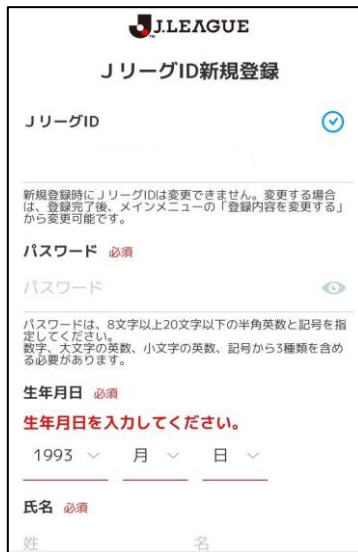 J.LEAGUE
JリーグID新規登録
JリーグID
新規登録時にJリーグIDは変更できません。変更する場合
は、登録完了後、メインメニューの「登録内容を変更する」
から変更可能です。
パスワード 必須
パスワード
パスワードは、8文字以上20文字以下の半角英数と記号を指
定してください。
数字、大文字の英数、小文字の英数、記号から3種類を含め
る必要があります。
生年月日 必須
生年月日を入力してください。
1993 月 日
氏名 必須
姓 名